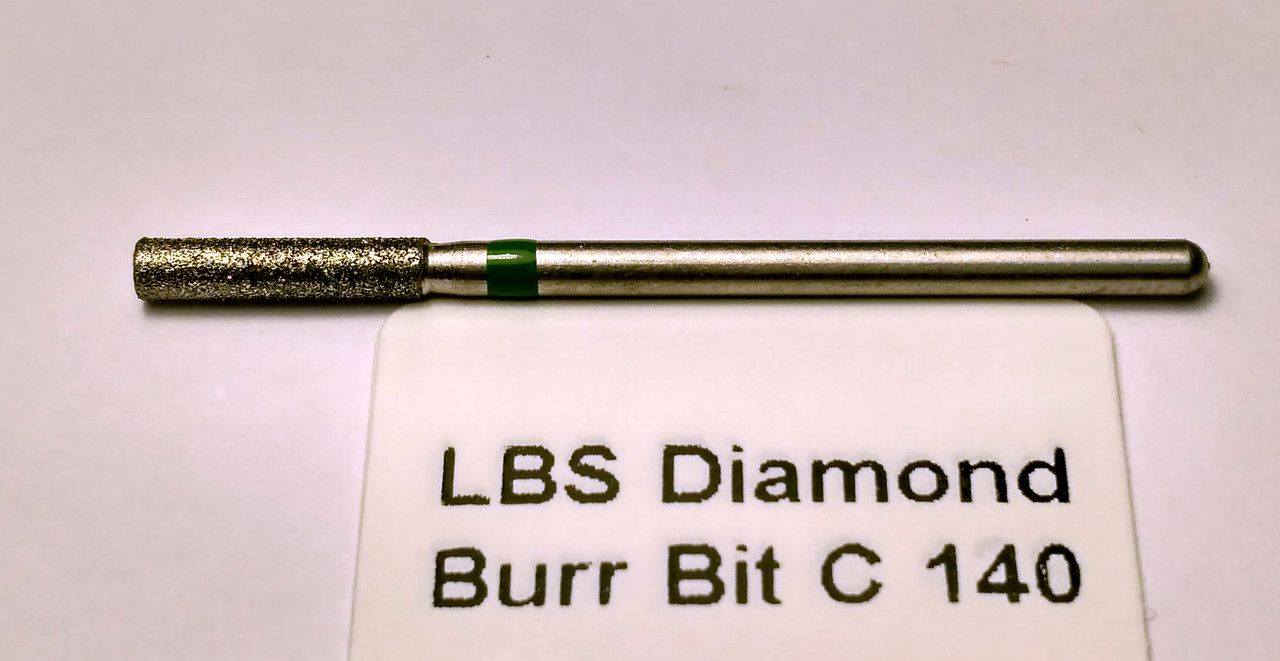 LBS Diamond
Burr Bit C 140